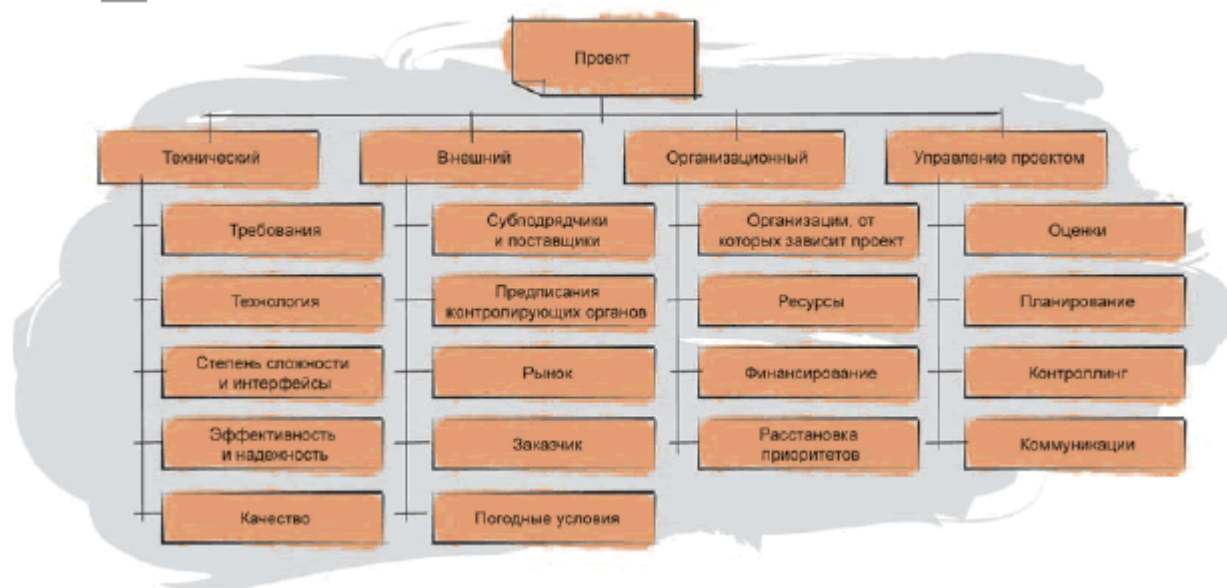 Проект
Технический
Внешний
Организационный
Управление проектом
Требования
Субподрядчики
и поставщики
Организации, от
которых зависит проект
Оценки
Технология
Предписания
контролирующих органов
Ресурсы
Планирование
Степень сложности
и интерфейсы
Рынок
Финансирование
Контроллинг
Эффективность
и надежность
Заказчик
Расстановка
приоритетов
Коммуникации
Качество
Погодные условия